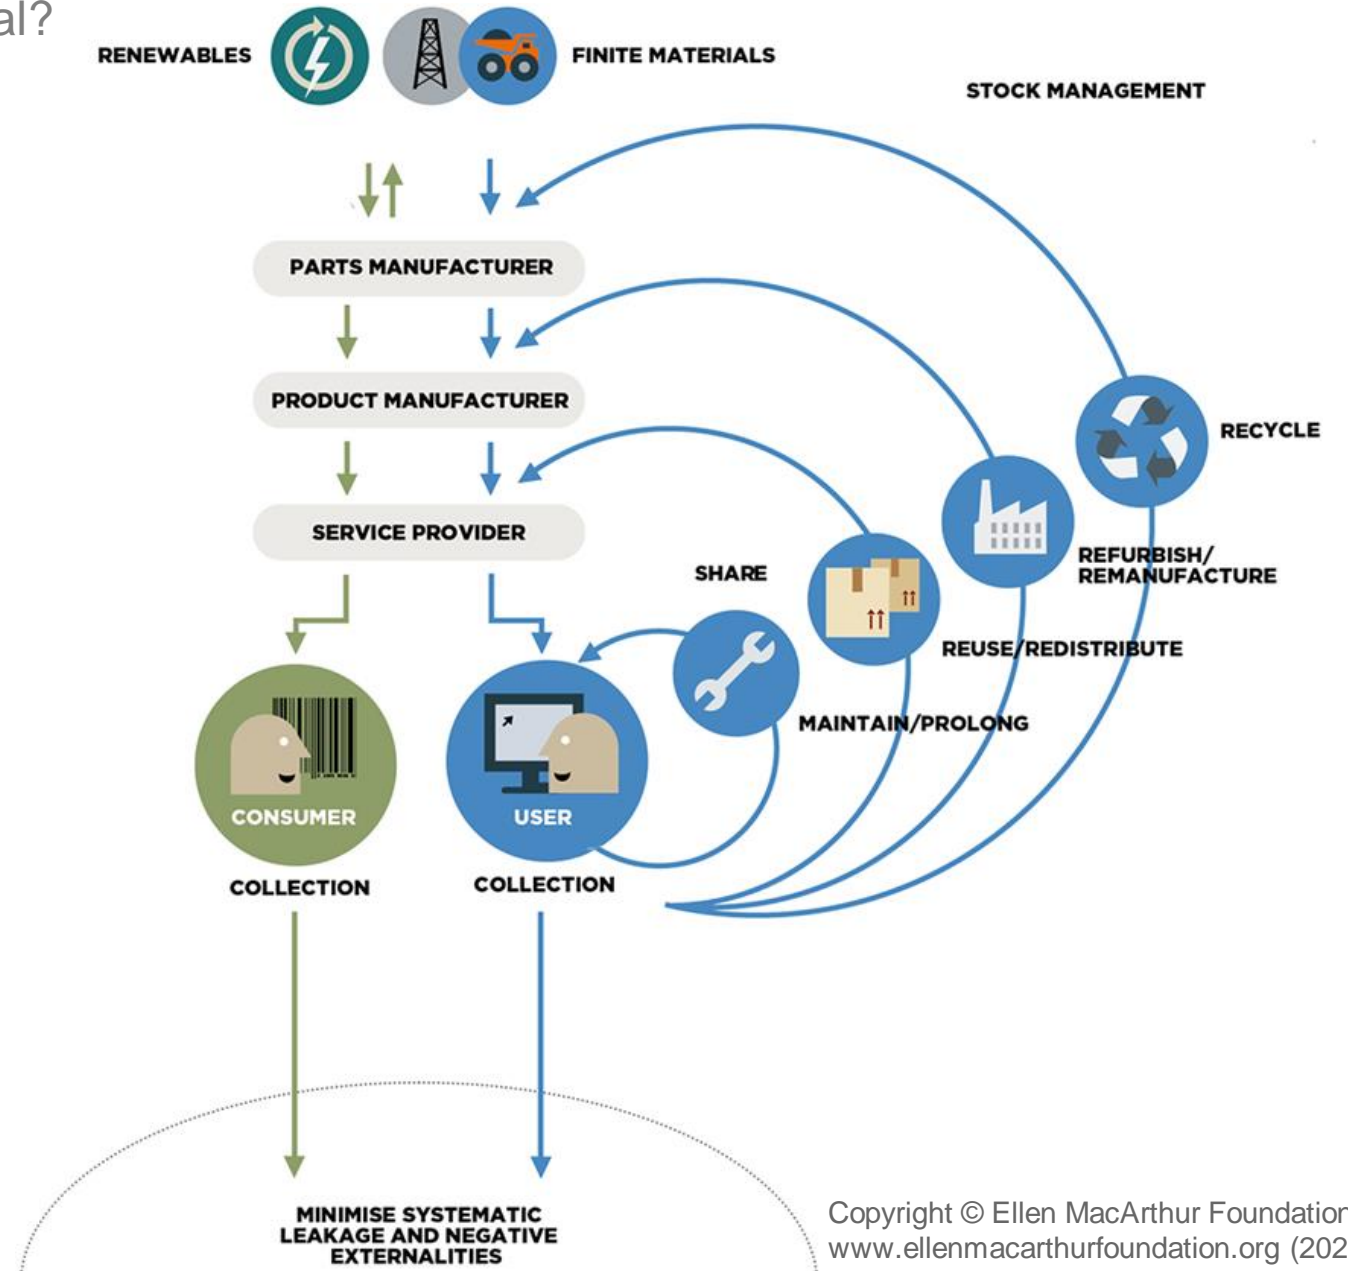 al?
RENEWABLES
FINITE MATERIALS
STOCK MANAGEMENT
PARTS MANUFACTURER
PRODUCT MANUFACTURER
RECYCLE
SERVICE PROVIDER
SHARE
REFURBISH/
REMANUFACTURE
REUSE/REDISTRIBUTE
MAINTAIN/PROLONG
CONSUMER
USER
COLLECTION
COLLECTION
MINIMISE SYSTEMATIC
LEAKAGE AND NEGATIVE
EXTERNALITIES
Copyright © Ellen MacArthur Foundation
www.ellenmacarthurfoundation.org (202